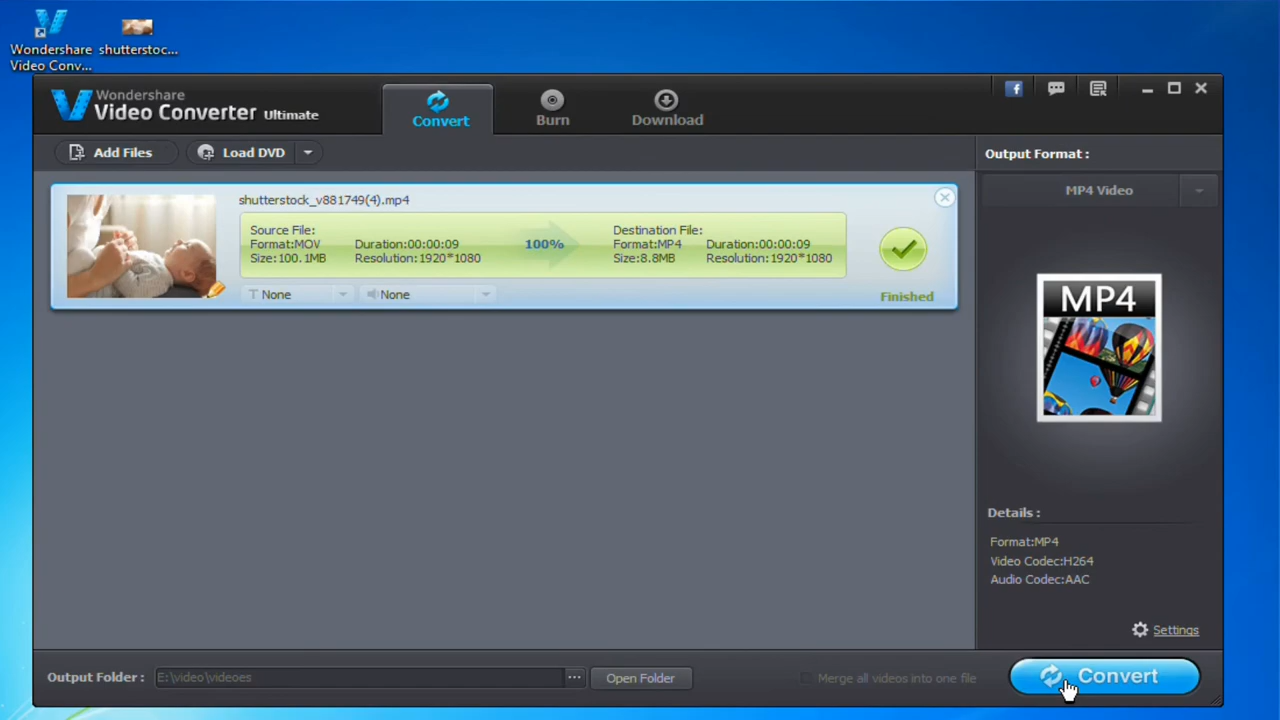 Wondershare
Video Conv...
shutterstoc...
Wondershare
Video Converter Ultimate
Convert
Burn
Download
Add Files
Load DVD
Output Format :
MP4 Video
shutterstock_v881749(4).mp4
Source File:
Format:MOV Duration:00:00:09
Size:100.1MB Resolution:1920*1080
100%
Destination File:
Format:MP4 Duration:00:00:09
Size:8.8MB Resolution:1920*1080
T None
None
Finished
MP4
Details :
Format:MP4
Video Codec:H264
Audio Codec:AAC
Settings
Output Folder : E:\video\videoes ... Open Folder
Merge all videos into one file
Convert